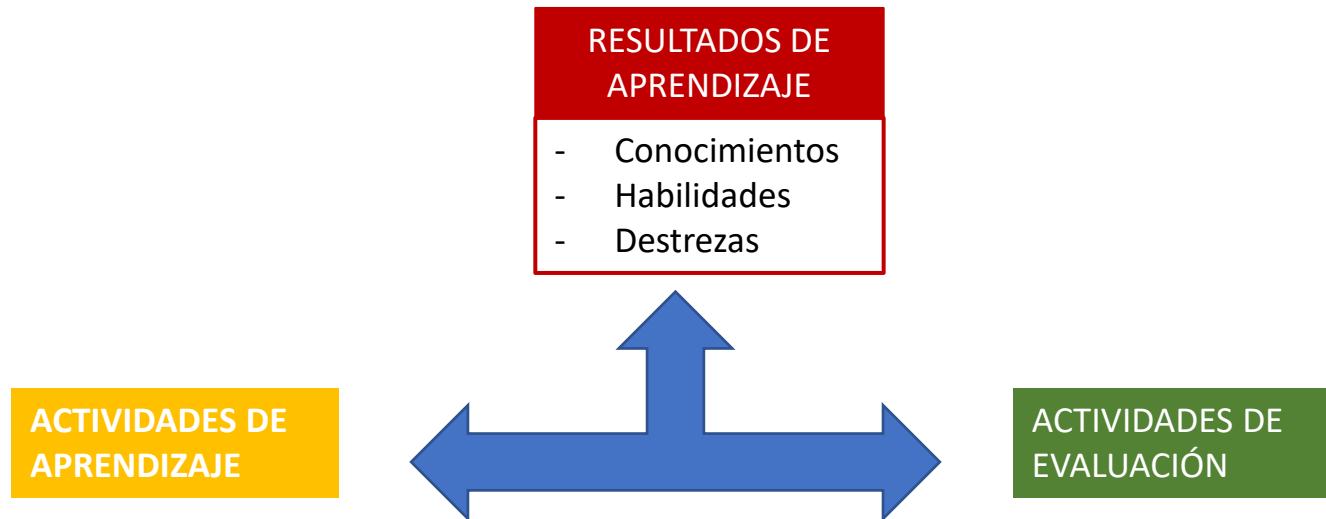 RESULTADOS DE
APRENDIZAJE
- Conocimientos
- Habilidades
- Destrezas
ACTIVIDADES DE
APRENDIZAJE
ACTIVIDADES DE
EVALUACIÓN